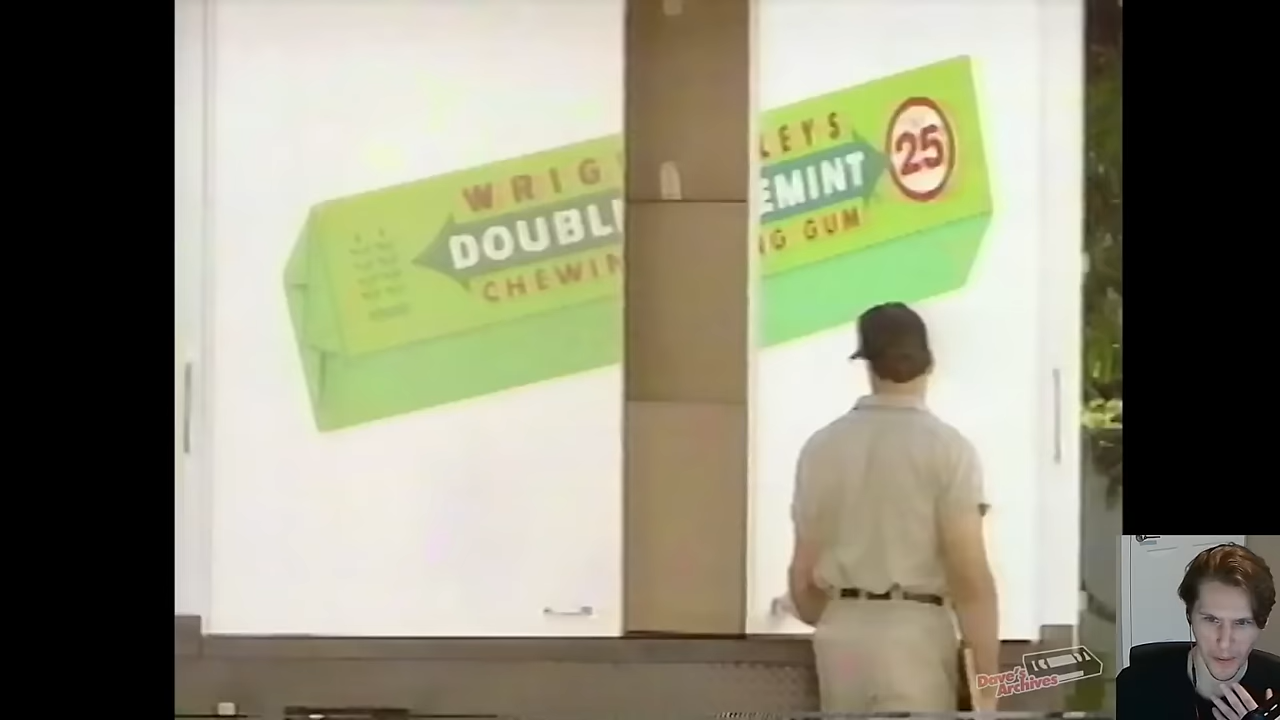 WRIG LEYS
DOUBL EMINT
CHEWIN NG GUM
25
Dave's
Archives